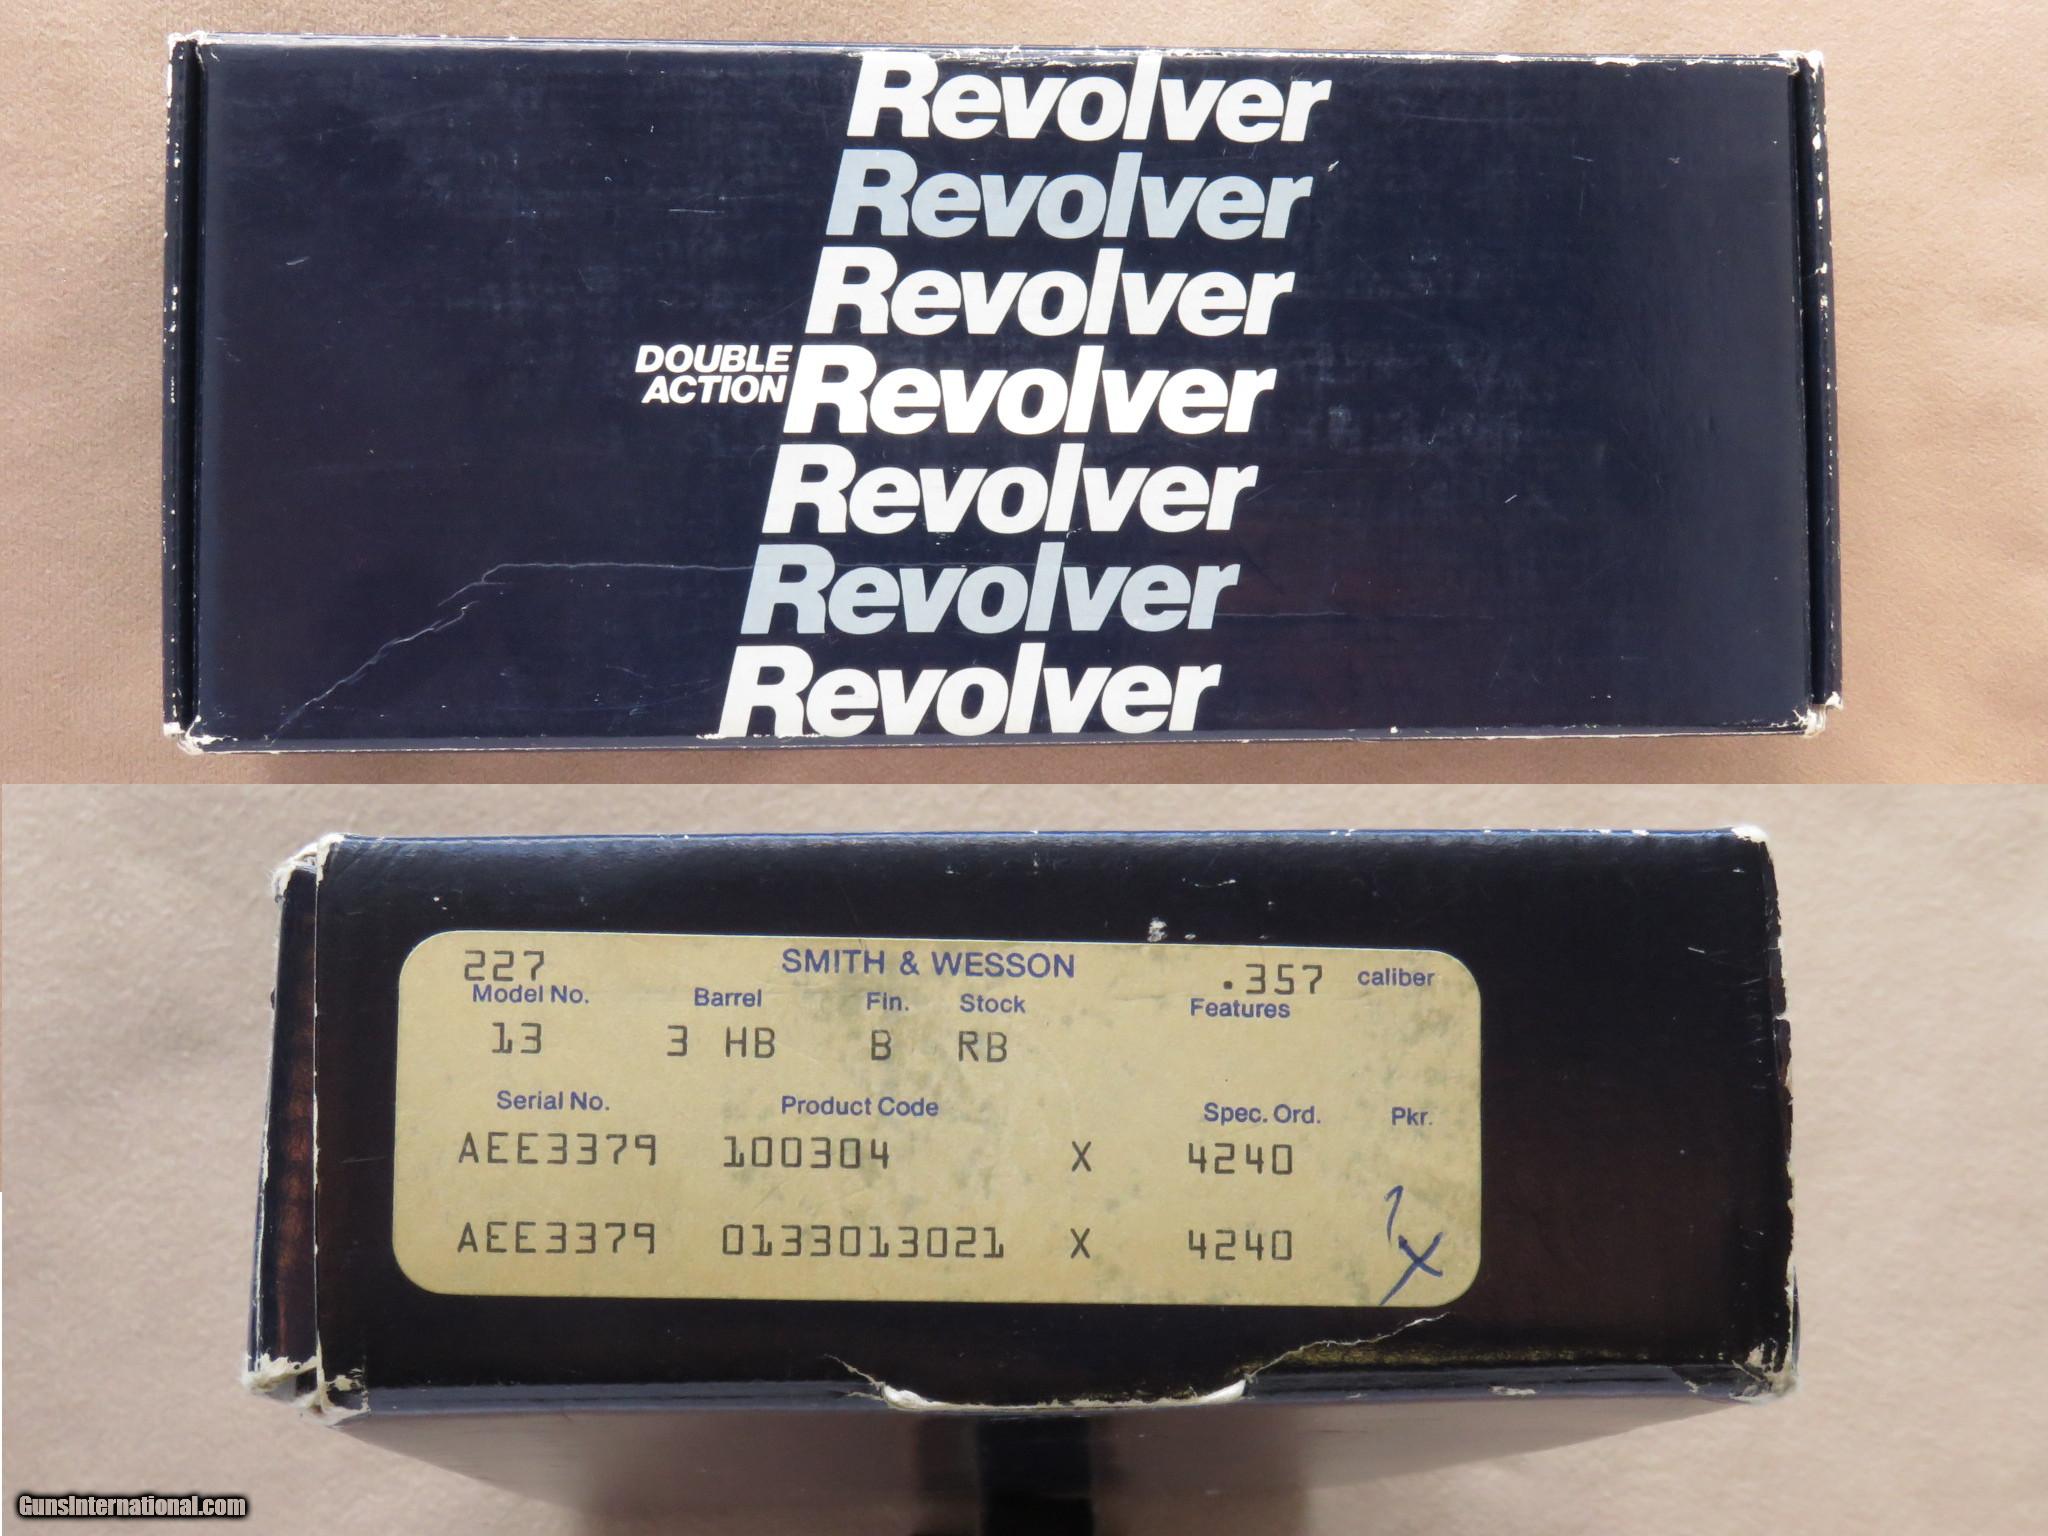 Revolver
Revolver
Revolver
DOUBLE
ACTION Revolver
Revolver
Revolver
Revolver
227 SMITH & WESSON .357 caliber
Model No. Barrel Fin. Stock Features
13 3 HB B RB
Serial No. Product Code Spec. Ord. Pkr.
AEE3379 100304 X 4240
AEE3379 0133013021 X 4240
GunsInternational.com